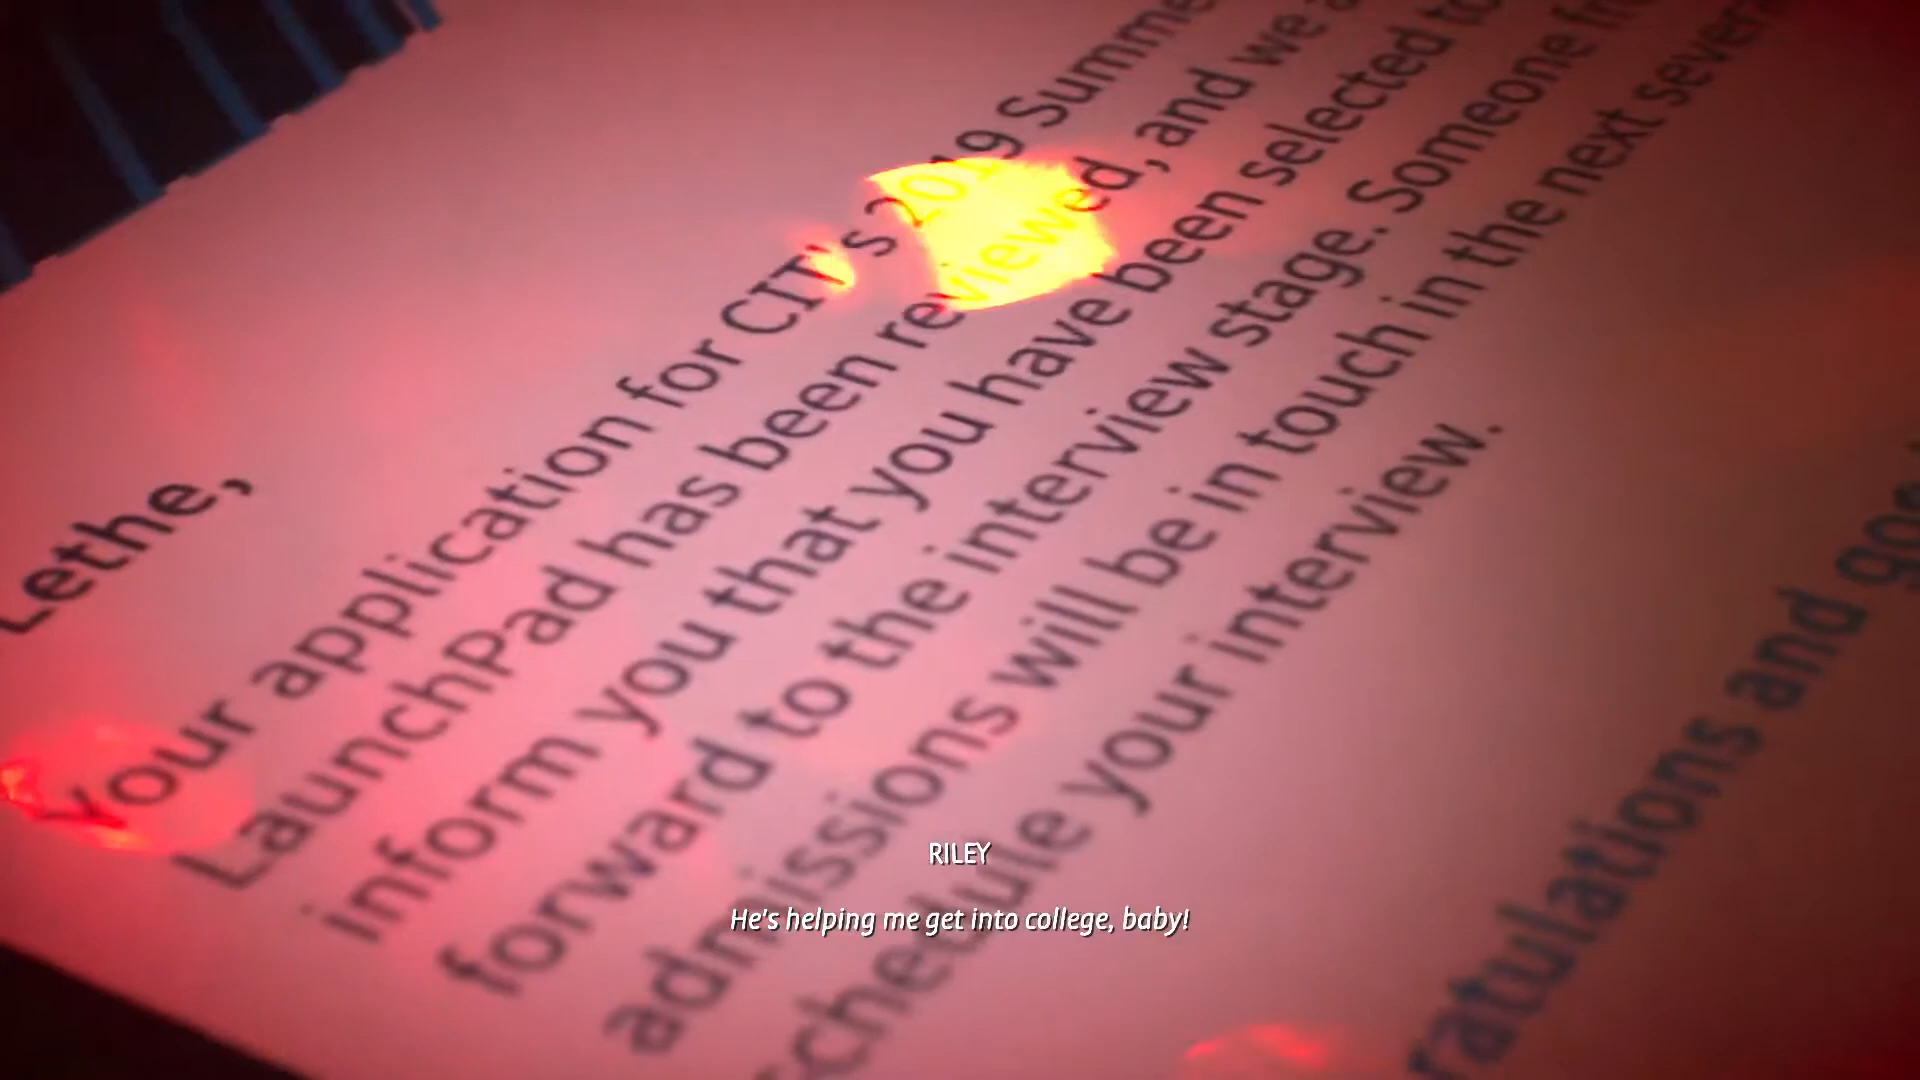 Lethe,
Your application for CIT's 2019 Summe
LaunchPad has been reviewed, and we a
inform you that you have been selected to
forward to the interview stage. Someone fro
admissions will be in touch in the next severa
schedule your interview.
ratulations and goo
RILEY
He's helping me get into college, baby!